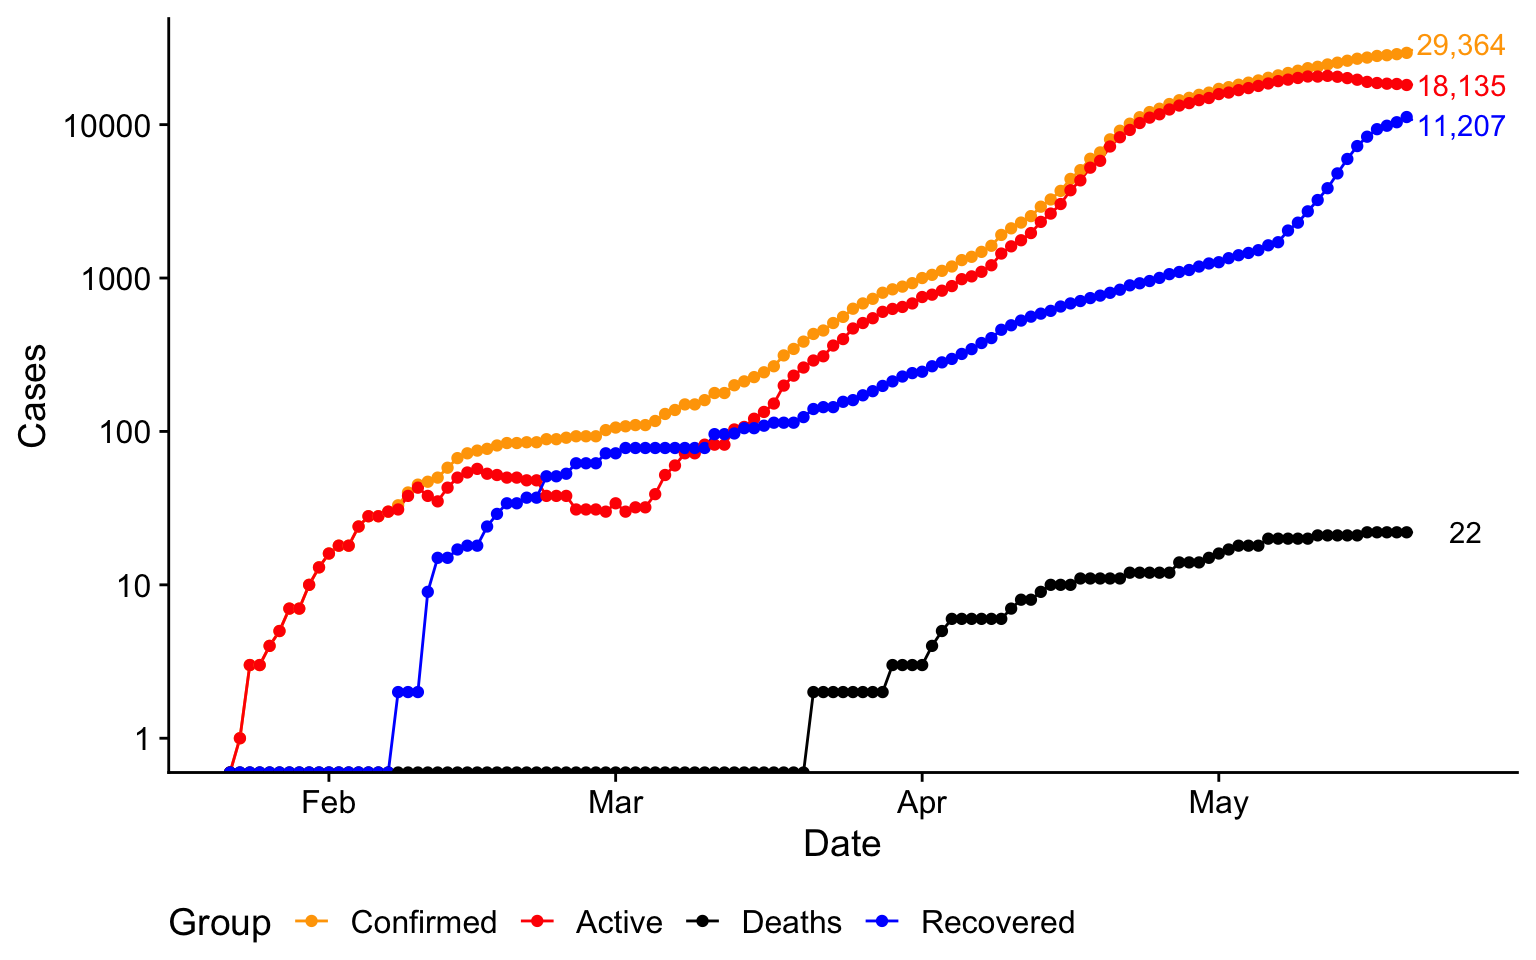 29,364
18,135
11,207
22
10000
1000
100
10
1
Cases
Feb Mar Apr May
Date
Group Confirmed Active Deaths Recovered